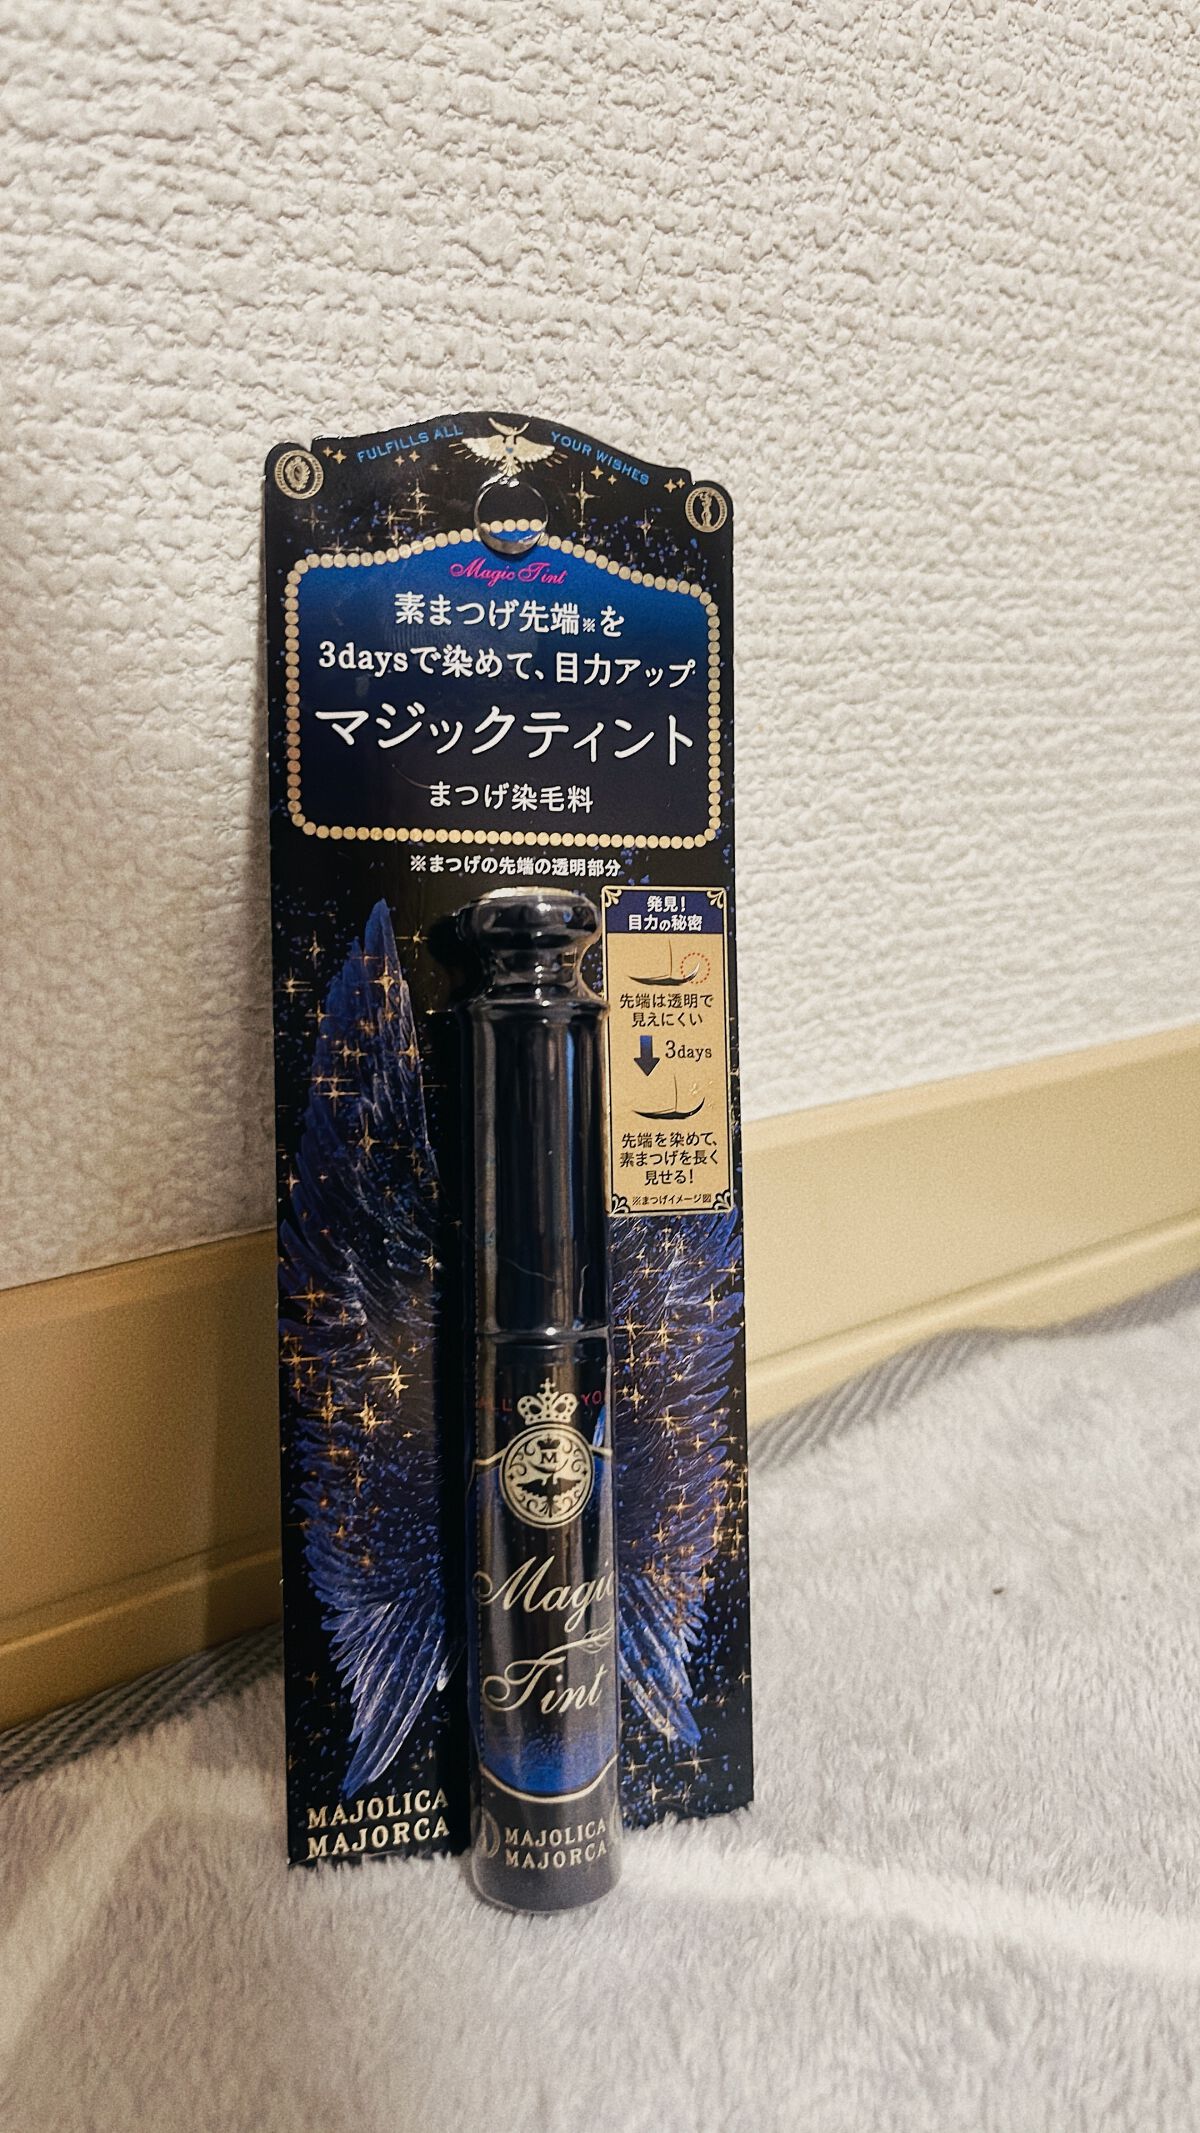 FULFILLS ALL YOUR WISHES
Magic Tint
素まつげ先端※を
3daysで染めて、目力アップ
マジックティント
まつげ染毛料
※まつげの先端の透明部分
発見!
目力の秘密
先端は透明で
見えにくい
3days
先端を染めて、
素まつげを長く
見せる!
※まつげイメージ図
ALL YO
M
Magic
Tint
MAJOLICA
MAJORCA
MAJOLICA
MAJORCA